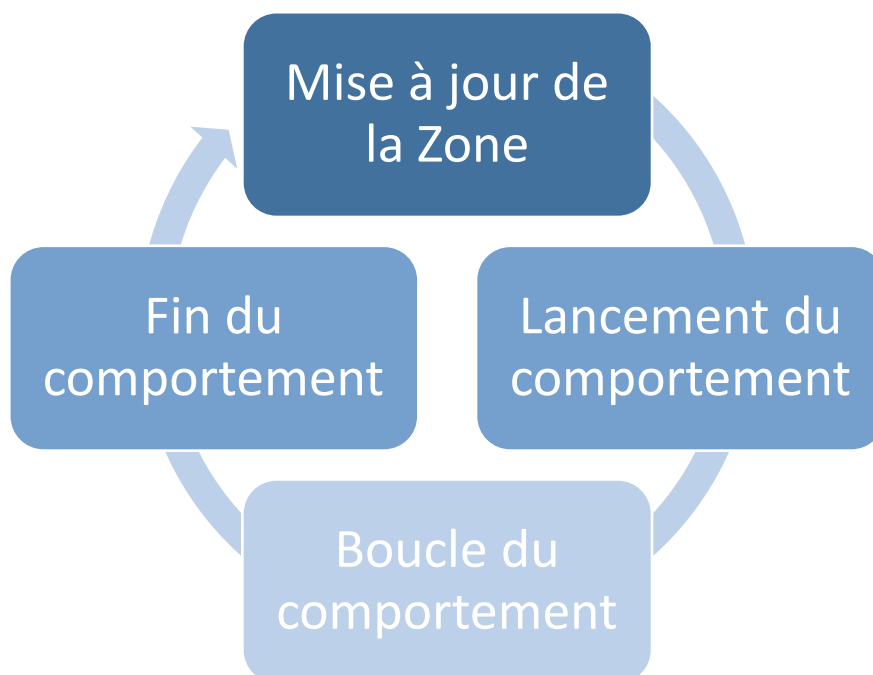 Mise à jour de
la Zone
Lancement du
comportement
Boucle du
comportement
Fin du
comportement